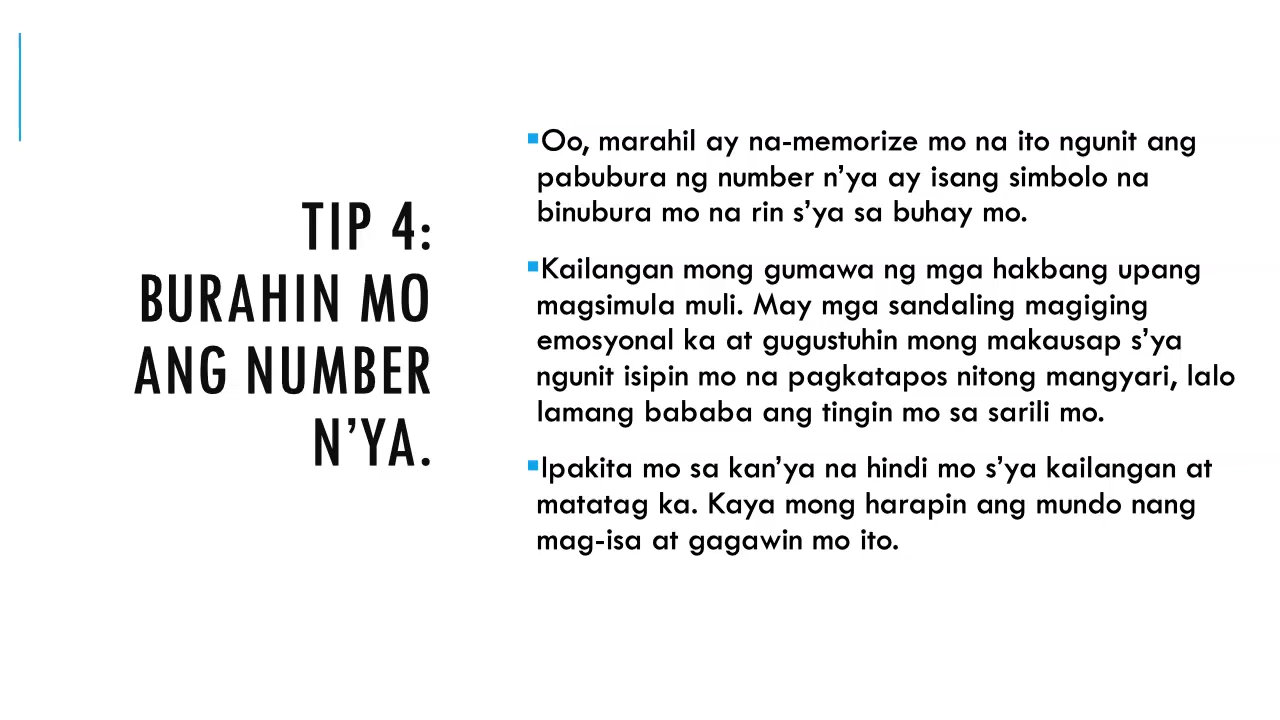 TIP 4:
BURAHIN MO
ANG NUMBER
N’YA.
▪Oo, marahil ay na-memorize mo na ito ngunit ang
pabubura ng number n’ya ay isang simbolo na
binubura mo na rin s’ya sa buhay mo.
▪Kailangan mong gumawa ng mga hakbang upang
magsimula muli. May mga sandaling magiging
emosyonal ka at gugustuhin mong makausap s’ya
ngunit isipin mo na pagkatapos nitong mangyari, lalo
lamang bababa ang tingin mo sa sarili mo.
▪Ipakita mo sa kan’ya na hindi mo s’ya kailangan at
matatag ka. Kaya mong harapin ang mundo nang
mag-isa at gagawin mo ito.